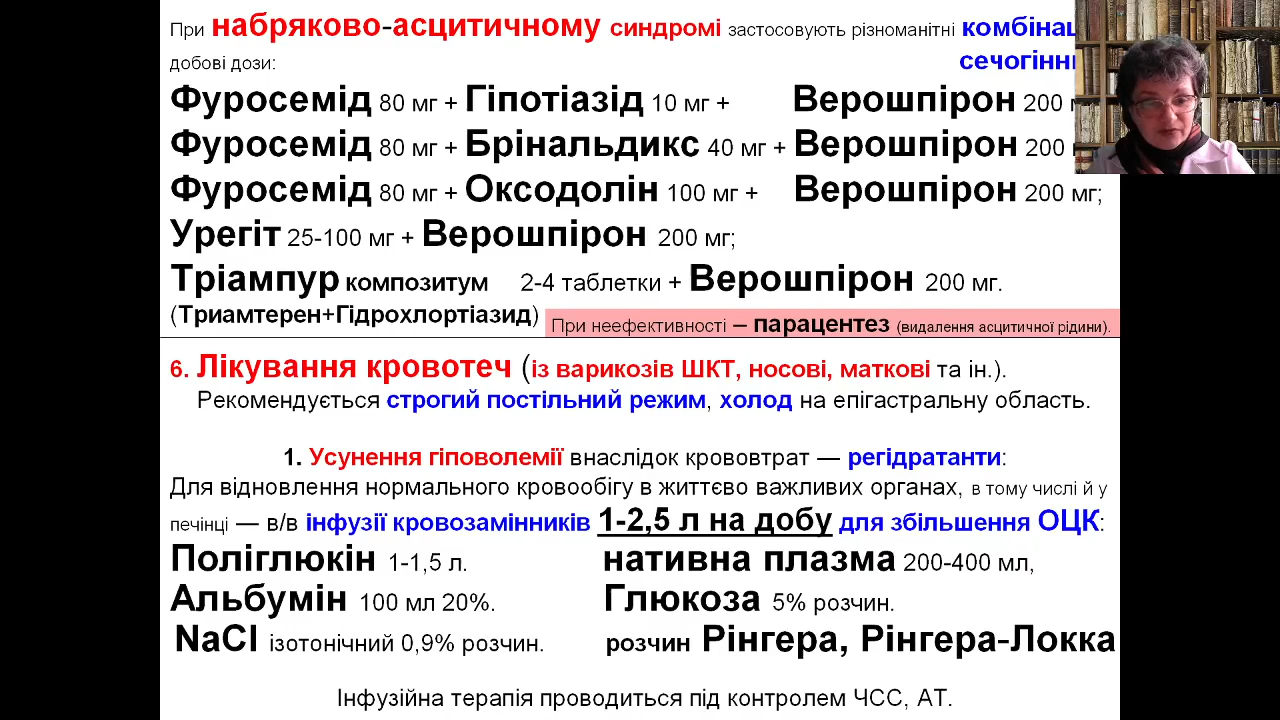 При набряково-асцитичному синдромі застосовують різноманітні
добові дози:
Фуросемід 80 мг + Гіпотіазід 10 мг + Верошпірон 200
Фуросемід 80 мг + Брінальдикс 40 мг + Верошпірон 200
Фуросемід 80 мг + Оксодолін 100 мг + Верошпірон 200 мг;
Урегіт 25-100 мг + Верошпірон 200 мг;
Тріампур композитум 2-4 таблетки + Верошпірон 200 мг.
(Триамтерен+Гідрохлортіазид) При неефективності – парацентез (видалення асцитичної рідини).
6. Лікування кровотеч (із варикозів ШКТ, носові, маткові та ін.).
Рекомендується строгий постільний режим, холод на епігастральну область.
1. Усунення гіповолемії внаслідок крововтрат — регідратанти:
Для відновлення нормального кровообігу в життєво важливих органах, в тому числі й у
печінці — в/в інфузії кровозамінників 1-2,5 л на добу для збільшення ОЦК:
Поліглюкін 1-1,5 л. нативна плазма 200-400 мл,
Альбумін 100 мл 20%. Глюкоза 5% розчин.
NaCl ізотонічний 0,9% розчин. розчин Рінгера, Рінгера-Локка
Інфузійна терапія проводиться під контролем ЧСС, АТ.